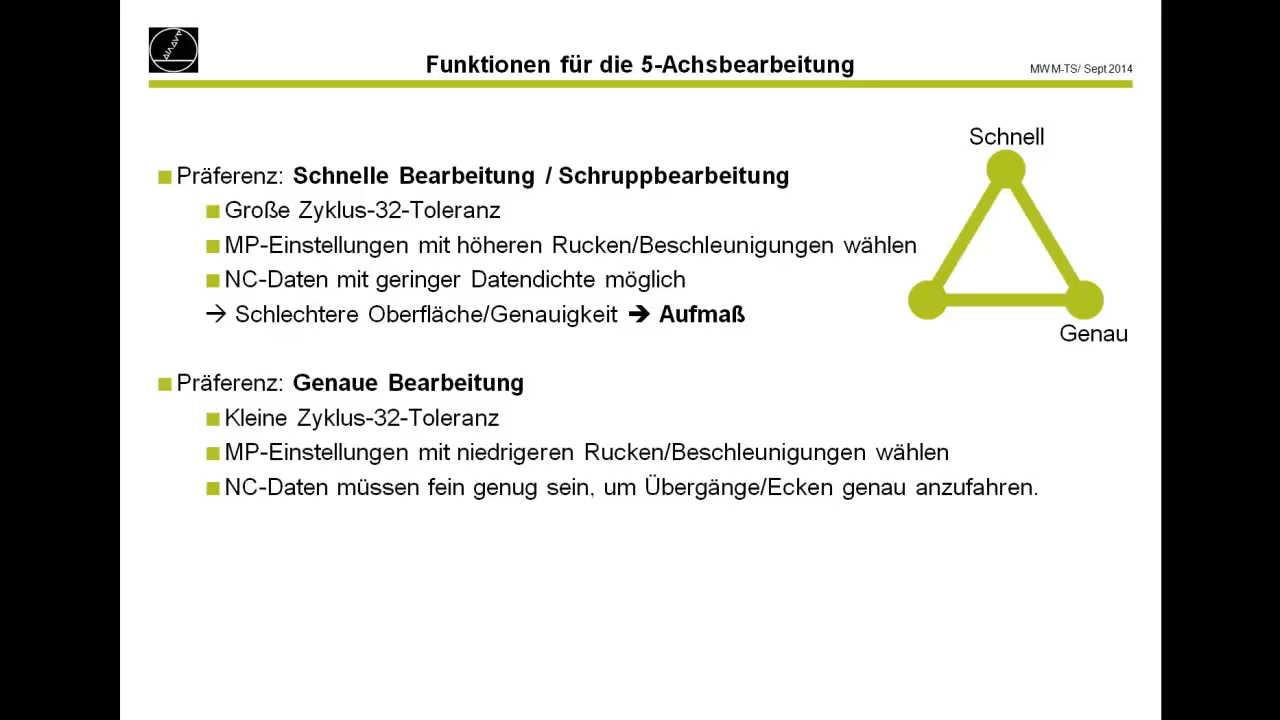 Funktionen für die 5-Achsbearbeitung
MWM-TS/ Sept 2014
Schnell
Präferenz: Schnelle Bearbeitung / Schruppbearbeitung
Große Zyklus-32-Toleranz
MP-Einstellungen mit höheren Rucken/Beschleunigungen wählen
NC-Daten mit geringer Datendichte möglich
→ Schlechtere Oberfläche/Genauigkeit ➔ Aufmaß
Genau
Präferenz: Genaue Bearbeitung
Kleine Zyklus-32-Toleranz
MP-Einstellungen mit niedrigeren Rucken/Beschleunigungen wählen
NC-Daten müssen fein genug sein, um Übergänge/Ecken genau anzufahren.